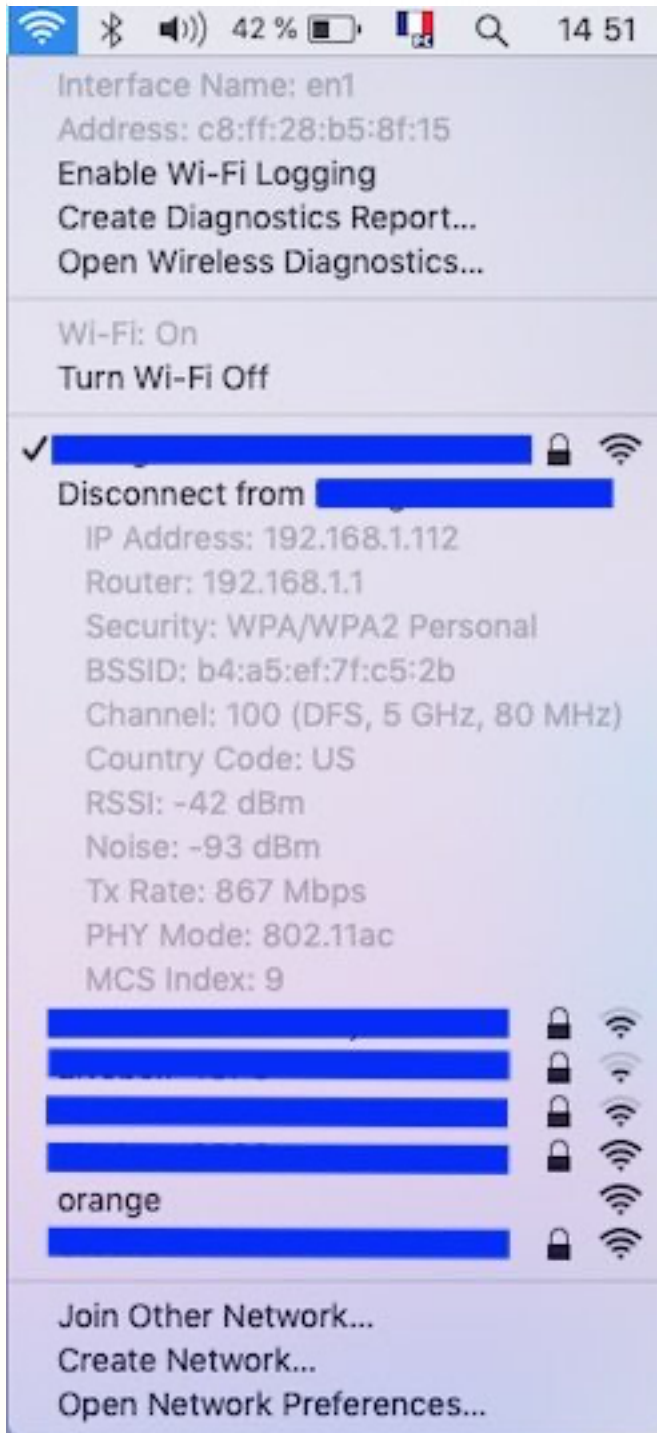 42 % 14 51
Interface Name: en1
Address: c8:ff:28:b5:8f:15
Enable Wi-Fi Logging
Create Diagnostics Report...
Open Wireless Diagnostics...
Wi-Fi: On
Turn Wi-Fi Off
Disconnect from
IP Address: 192.168.1.112
Router: 192.168.1.1
Security: WPA/WPA2 Personal
BSSID: b4:a5:ef:7f:c5:2b
Channel: 100 (DFS, 5 GHz, 80 MHz)
Country Code: US
RSSI: -42 dBm
Noise: -93 dBm
Tx Rate: 867 Mbps
PHY Mode: 802.11ac
MCS Index: 9
orange
Join Other Network...
Create Network...
Open Network Preferences...